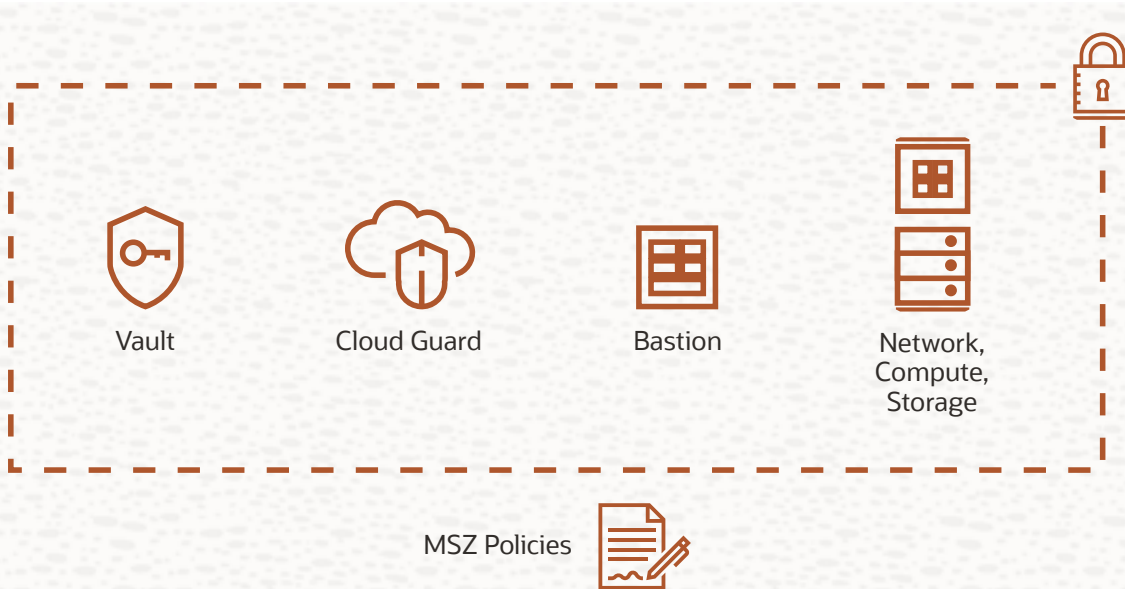 Vault
Cloud Guard
Bastion
Network,
Compute,
Storage
MSZ Policies